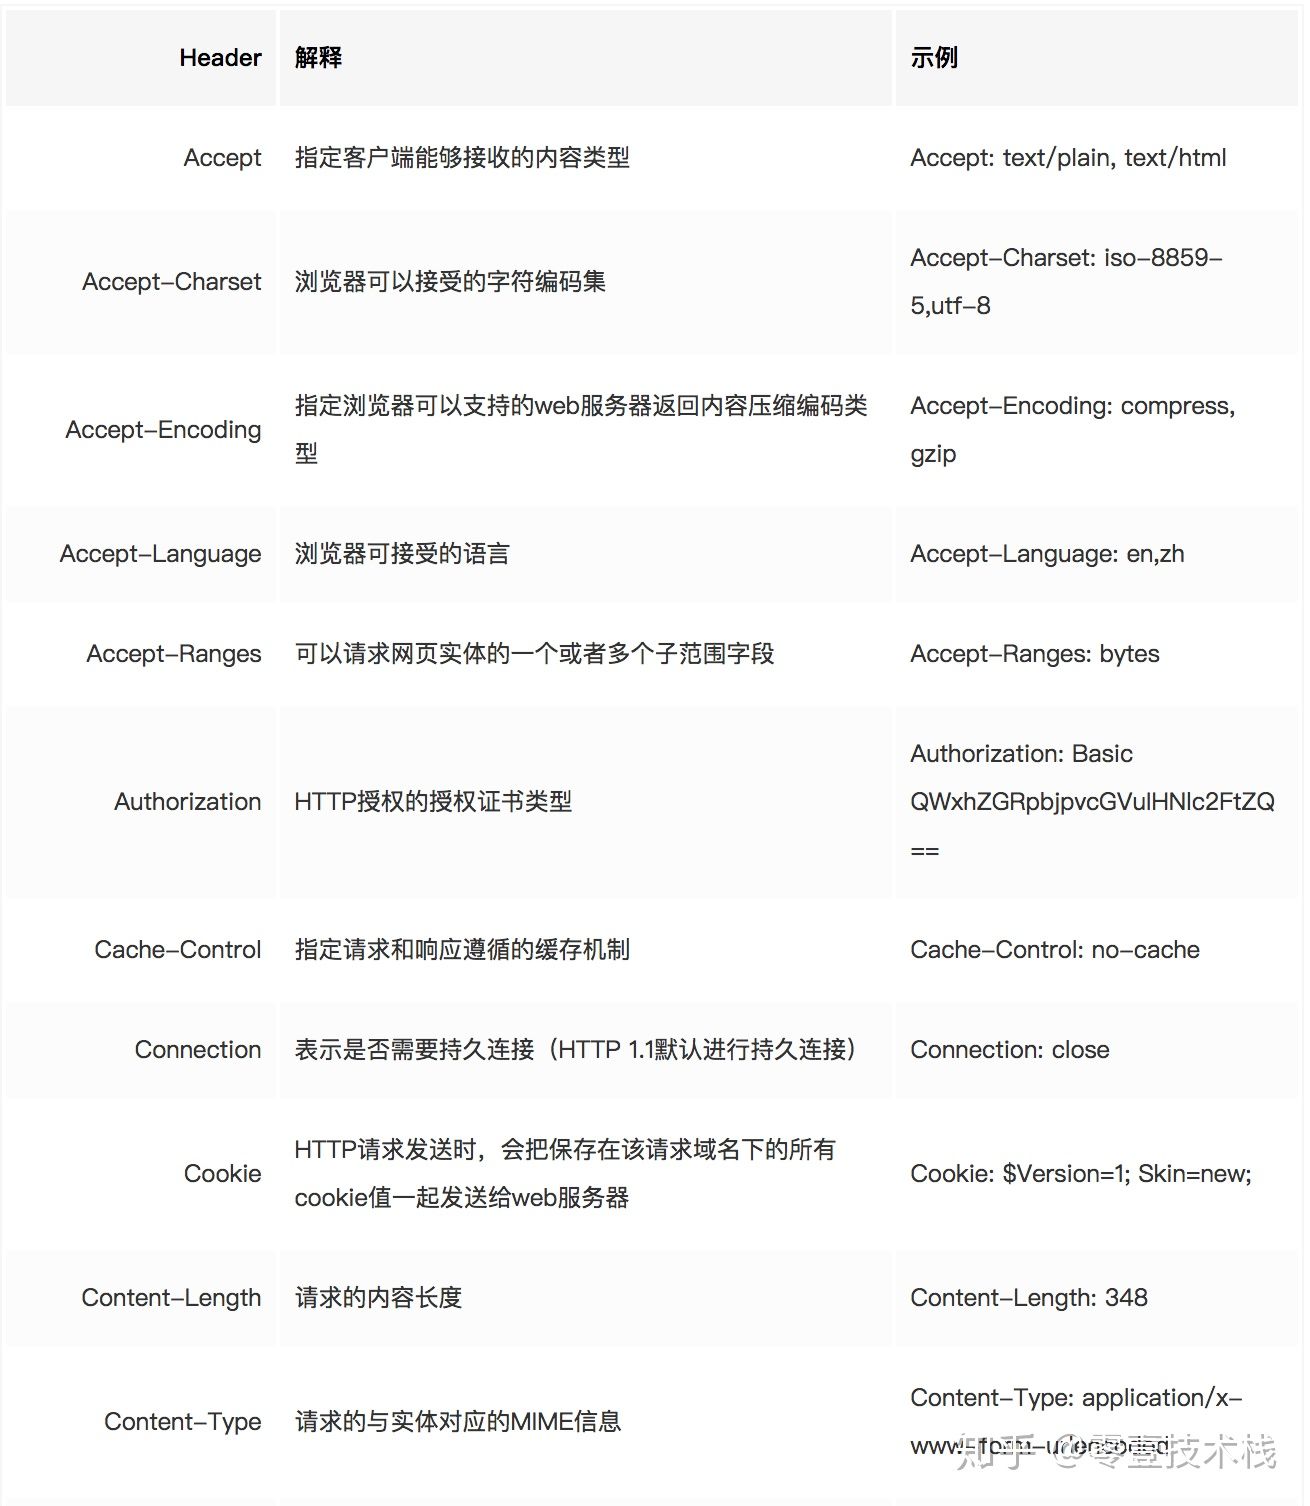 Header 解释 示例
Accept 指定客户端能够接收的内容类型 Accept: text/plain, text/html
Accept-Charset 浏览器可以接受的字符编码集 Accept-Charset: iso-8859-
5,utf-8
Accept-Encoding 指定浏览器可以支持的web服务器返回内容压缩编码类 Accept-Encoding: compress,
型 gzip
Accept-Language 浏览器可接受的语言 Accept-Language: en,zh
Accept-Ranges 可以请求网页实体的一个或者多个子范围字段 Accept-Ranges: bytes
Authorization: Basic
Authorization HTTP授权的授权证书类型 QWxhZGRpbjpvcGVuIHNlc2FtZQ
==
Cache-Control 指定请求和响应遵循的缓存机制 Cache-Control: no-cache
Connection 表示是否需要持久连接（HTTP 1.1默认进行持久连接） Connection: close
Cookie HTTP请求发送时，会把保存在该请求域名下的所有 Cookie: $Version=1; Skin=new;
cookie值一起发送给web服务器
Content-Length 请求的内容长度 Content-Length: 348
Content-Type 请求的与实体对应的MIME信息 Content-Type: application/x-
www-form-urlencoded
知乎 @零壹技术栈